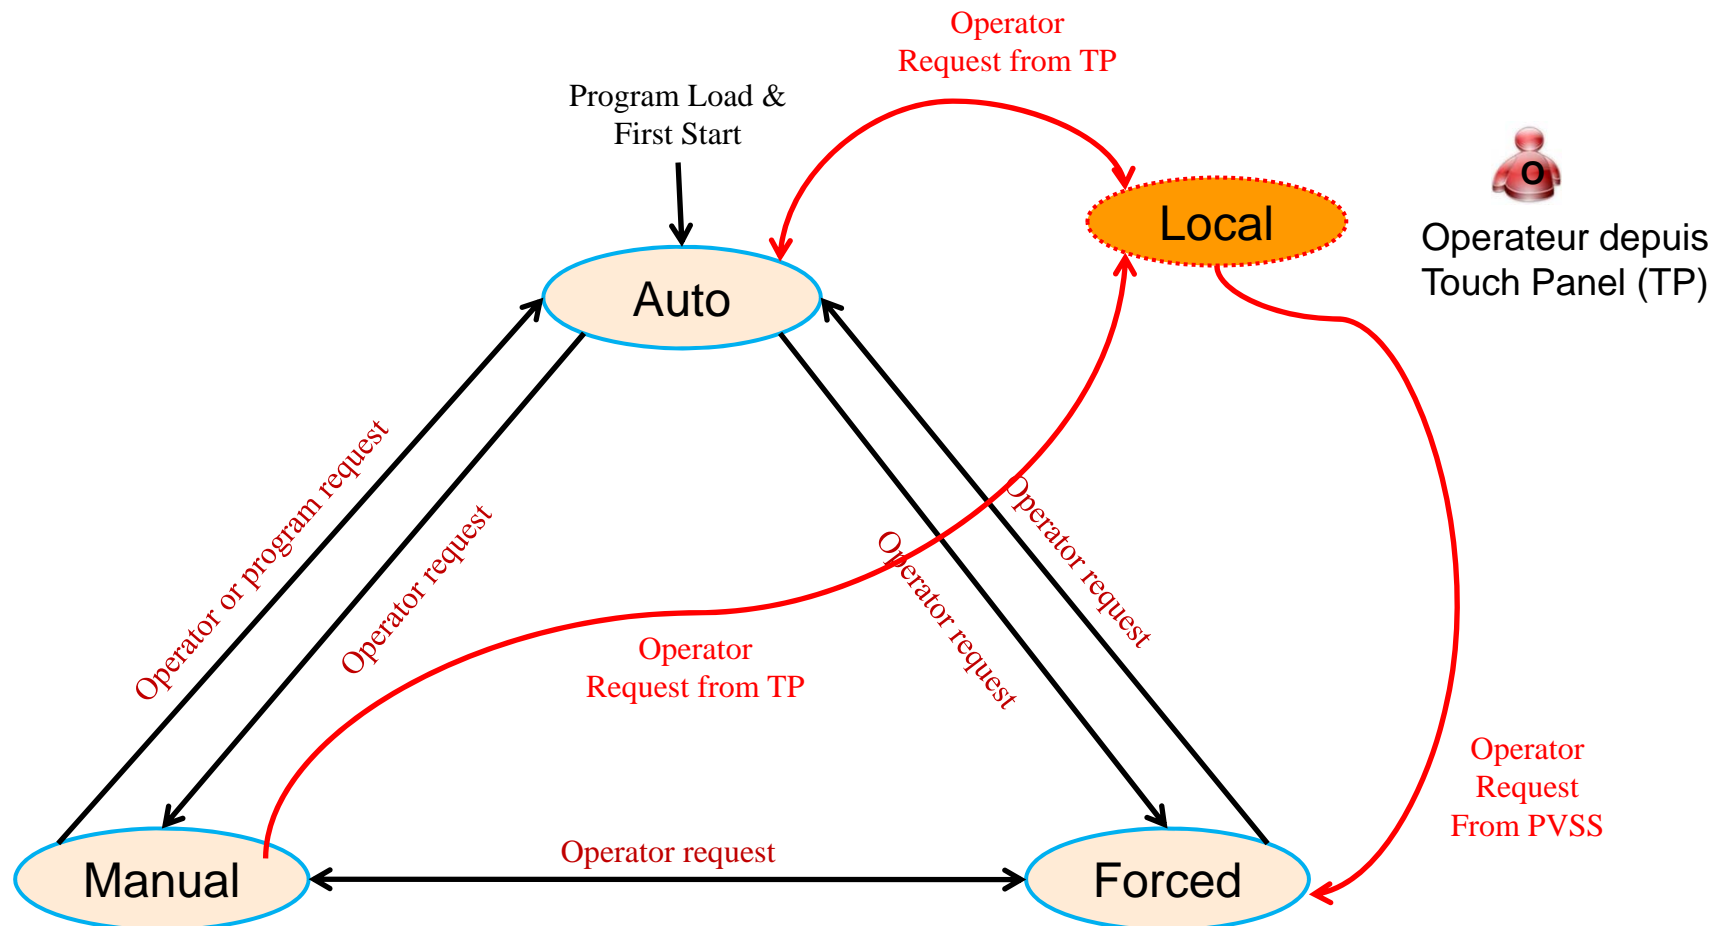 Operator
Request from TP
Program Load &
First Start
O
Local
Operateur depuis
Touch Panel (TP)
Auto
Operator or program request
Operator request
Operator request
Operator request
Operator
Request from TP
Operator
Request
From PVSS
Operator request
Manual
Forced